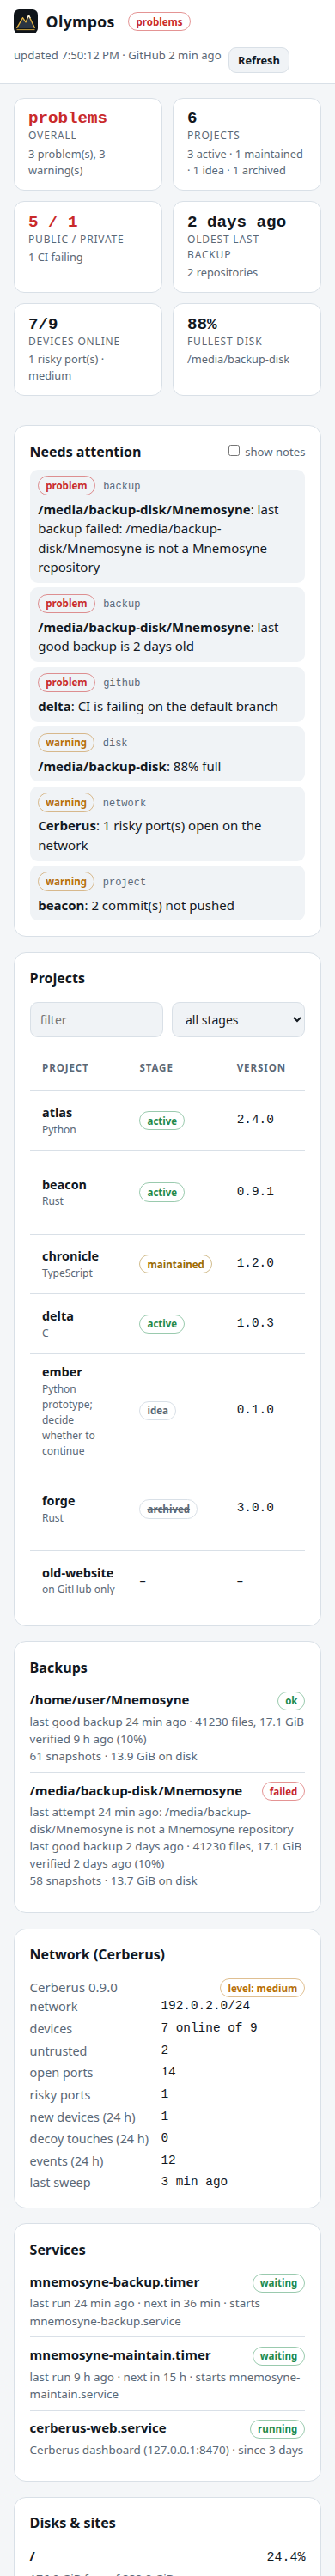 Olympos problems
updated 7:50:12 PM · GitHub 2 min ago Refresh
problems
OVERALL
3 problem(s), 3
warning(s)
6
PROJECTS
3 active · 1 maintained
· 1 idea · 1 archived
5 / 1
PUBLIC / PRIVATE
1 CI failing
2 days ago
OLDEST LAST
BACKUP
2 repositories
7/9
DEVICES ONLINE
1 risky port(s) ·
medium
88%
FULLEST DISK
/media/backup-disk
Needs attention show notes
problem backup
/media/backup-disk/Mnemosyne: last
backup failed: /media/backup-
disk/Mnemosyne is not a Mnemosyne
repository
problem backup
/media/backup-disk/Mnemosyne: last
good backup is 2 days old
problem github
delta: CI is failing on the default branch
warning disk
/media/backup-disk: 88% full
warning network
Cerberus: 1 risky port(s) open on the
network
warning project
beacon: 2 commit(s) not pushed
Projects
filter all stages
PROJECT STAGE VERSION
atlas
Python
active 2.4.0
beacon
Rust
active 0.9.1
chronicle
TypeScript
maintained 1.2.0
delta
C
active 1.0.3
ember
Python
prototype;
decide
whether to
continue
idea 0.1.0
forge
Rust
archived 3.0.0
old-website
on GitHub only
– –
Backups
/home/user/Mnemosyne ok
last good backup 24 min ago · 41230 files, 17.1 GiB
verified 9 h ago (10%)
61 snapshots · 13.9 GiB on disk
/media/backup-disk/Mnemosyne failed
last attempt 24 min ago: /media/backup-
disk/Mnemosyne is not a Mnemosyne repository
last good backup 2 days ago · 41230 files, 17.1 GiB
verified 2 days ago (10%)
58 snapshots · 13.7 GiB on disk
Network (Cerberus)
Cerberus 0.9.0 level: medium
network 192.0.2.0/24
devices 7 online of 9
untrusted 2
open ports 14
risky ports 1
new devices (24 h) 1
decoy touches (24 h) 0
events (24 h) 12
last sweep 3 min ago
Services
mnemosyne-backup.timer waiting
last run 24 min ago · next in 36 min · starts
mnemosyne-backup.service
mnemosyne-maintain.timer waiting
last run 9 h ago · next in 15 h · starts mnemosyne-
maintain.service
cerberus-web.service running
Cerberus dashboard (127.0.0.1:8470) · since 3 days
Disks & sites
/ 24.4%